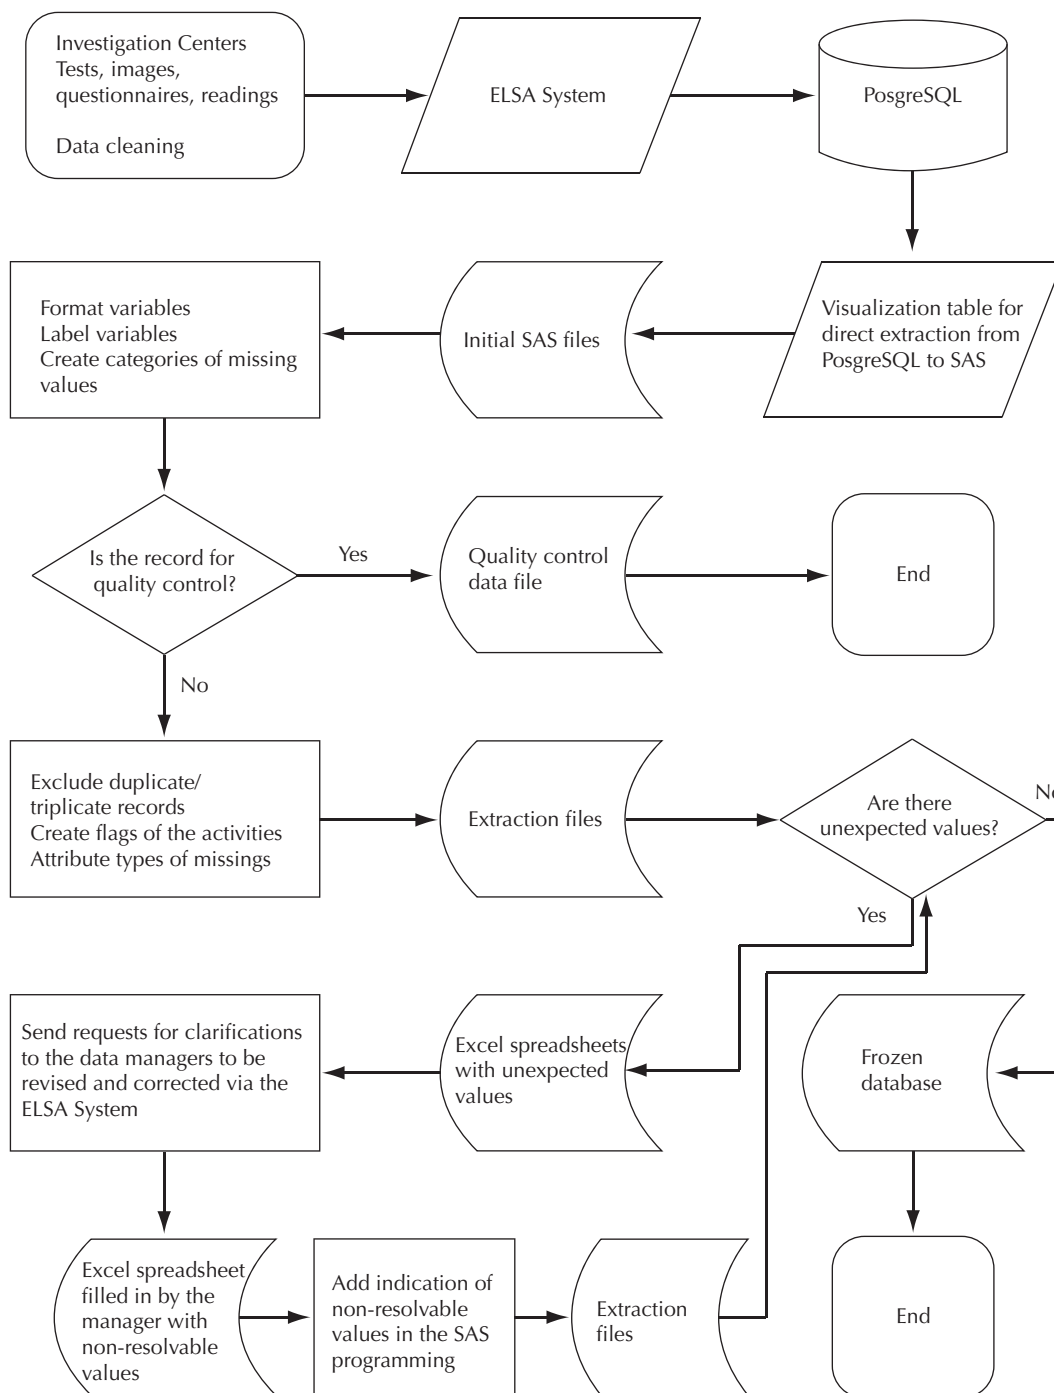 Investigation Centers
Tests, images,
questionnaires, readings
Data cleaning
ELSA System
PosgreSQL
Format variables
Label variables
Create categories of missing
values
Initial SAS files
Visualization table for
direct extraction from
PosgreSQL to SAS
Is the record for
quality control?
Yes
Quality control
data file
End
No
Exclude duplicate/
triplicate records
Create flags of the activities
Attribute types of missings
Extraction files
Are there
unexpected values?
No
Yes
Send requests for clarifications
to the data managers to be
revised and corrected via the
ELSA System
Excel spreadsheets
with unexpected
values
Frozen
database
Excel spreadsheet
filled in by the
manager with
non-resolvable
values
Add indication of
non-resolvable
values in the SAS
programming
Extraction
files
End